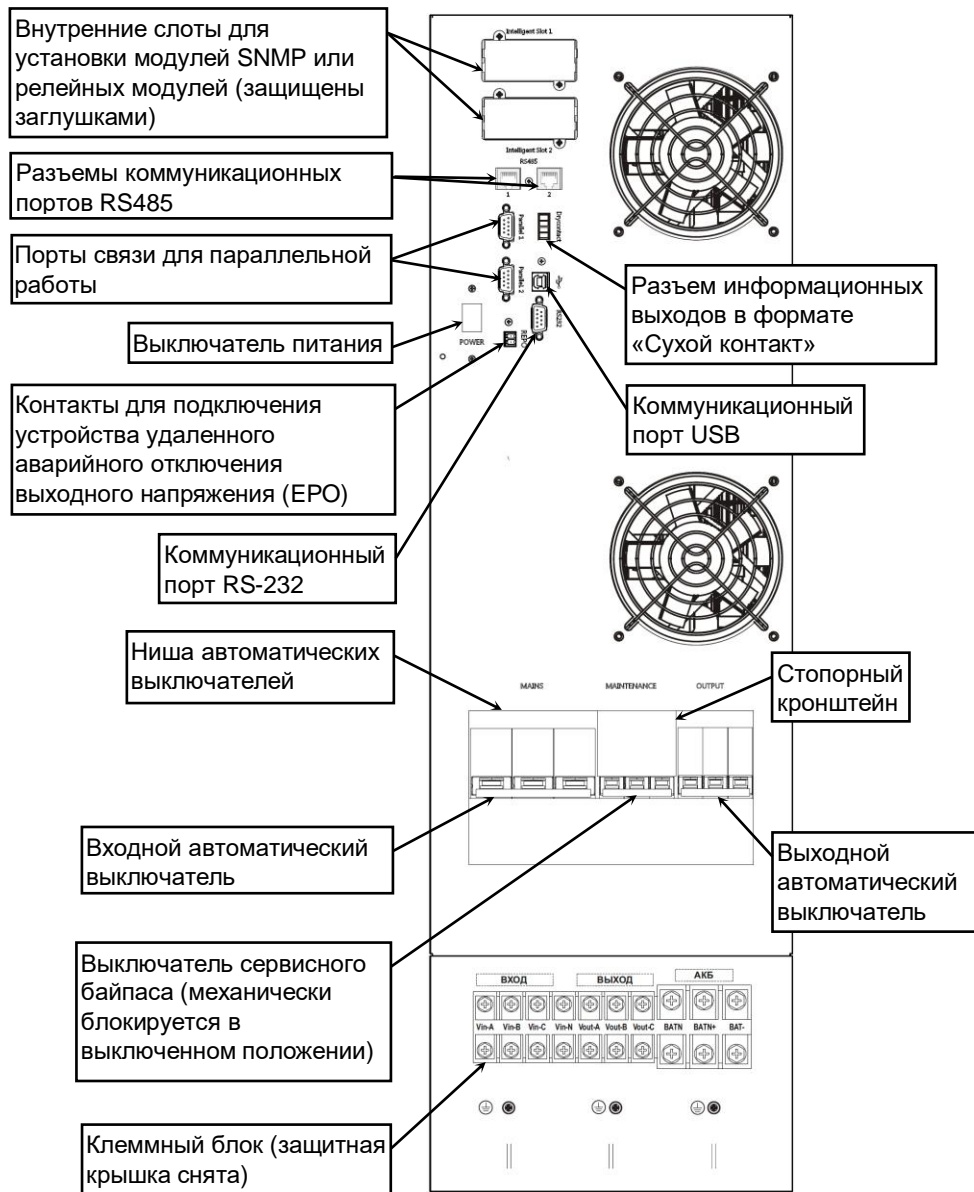 Внутренние слоты для
установки модулей SNMP или
релейных модулей (защищены
заглушками)
Intelligent Slot 1
Intelligent Slot 2
RS485
1
2
Разъемы коммуникационных
портов RS485
Parallel 1
Drycontact
Порты связи для параллельной
работы
Parallel 2
RS232
Разъем информационных
выходов в формате
«Сухой контакт»
Выключатель питания
POWER
REPO
Контакты для подключения
устройства удаленного
аварийного отключения
выходного напряжения (EPO)
Коммуникационный
порт USB
Коммуникационный
порт RS-232
Ниша автоматических
выключателей
MAINS
MAINTENANCE
OUTPUT
Стопорный
кронштейн
Входной автоматический
выключатель
Выходной
автоматический
выключатель
Выключатель сервисного
байпаса (механически
блокируется в
выключенном положении)
ВХОД
ВЫХОД
АКБ
Vin-A Vin-B Vin-C Vin-N Vout-A Vout-B Vout-C BATN BATN+ BAT-
Клеммный блок (защитная
крышка снята)